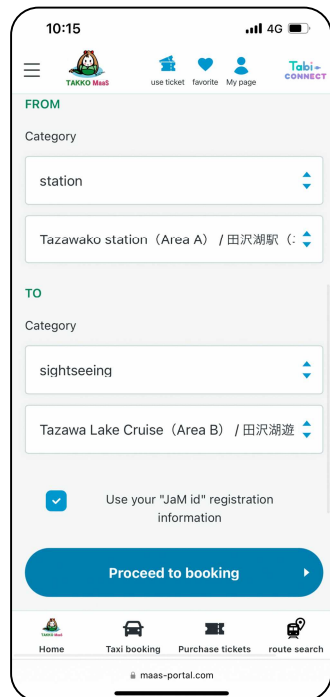 10:15
4G
TAKKO MaaS
use ticket
favorite
My page
Tabi
CONNECT
FROM
Category
station
Tazawako station（Area A） / 田沢湖駅（
TO
Category
sightseeing
Tazawa Lake Cruise（Area B） / 田沢湖遊
Use your "JaM id" registration
information
Proceed to booking
TAKKO MaaS
Home
Taxi booking
Purchase tickets
route search
maas-portal.com